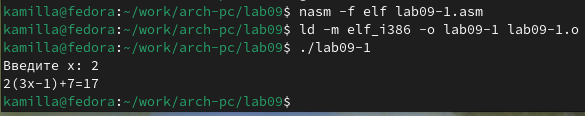 kamilla@fedora:~/work/arch-pc/lab09$ nasm -f elf lab09-1.asm
kamilla@fedora:~/work/arch-pc/lab09$ ld -m elf_i386 -o lab09-1 lab09-1.o
kamilla@fedora:~/work/arch-pc/lab09$ ./lab09-1
Введите x: 2
2(3x-1)+7=17
kamilla@fedora:~/work/arch-pc/lab09$